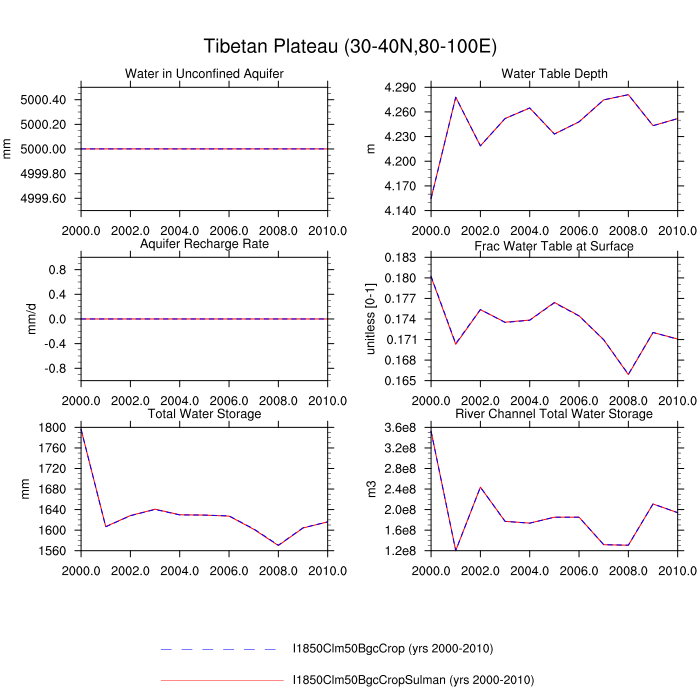 Tibetan Plateau (30-40N,80-100E)
Water in Unconfined Aquifer
5000.40
5000.20
5000.00
4999.80
4999.60
mm
2000.0 2002.0 2004.0 2006.0 2008.0 2010.0
Water Table Depth
4.290
4.260
4.230
4.200
4.170
4.140
m
2000.0 2002.0 2004.0 2006.0 2008.0 2010.0
Aquifer Recharge Rate
0.8
0.4
0.0
-0.4
-0.8
mm/d
2000.0 2002.0 2004.0 2006.0 2008.0 2010.0
Frac Water Table at Surface
0.183
0.180
0.177
0.174
0.171
0.168
0.165
unitless [0-1]
2000.0 2002.0 2004.0 2006.0 2008.0 2010.0
Total Water Storage
1800
1760
1720
1680
1640
1600
1560
mm
2000.0 2002.0 2004.0 2006.0 2008.0 2010.0
River Channel Total Water Storage
3.6e8
3.2e8
2.8e8
2.4e8
2.0e8
1.6e8
1.2e8
m3
2000.0 2002.0 2004.0 2006.0 2008.0 2010.0
I1850Clm50BgcCrop (yrs 2000-2010)
I1850Clm50BgcCropSulman (yrs 2000-2010)